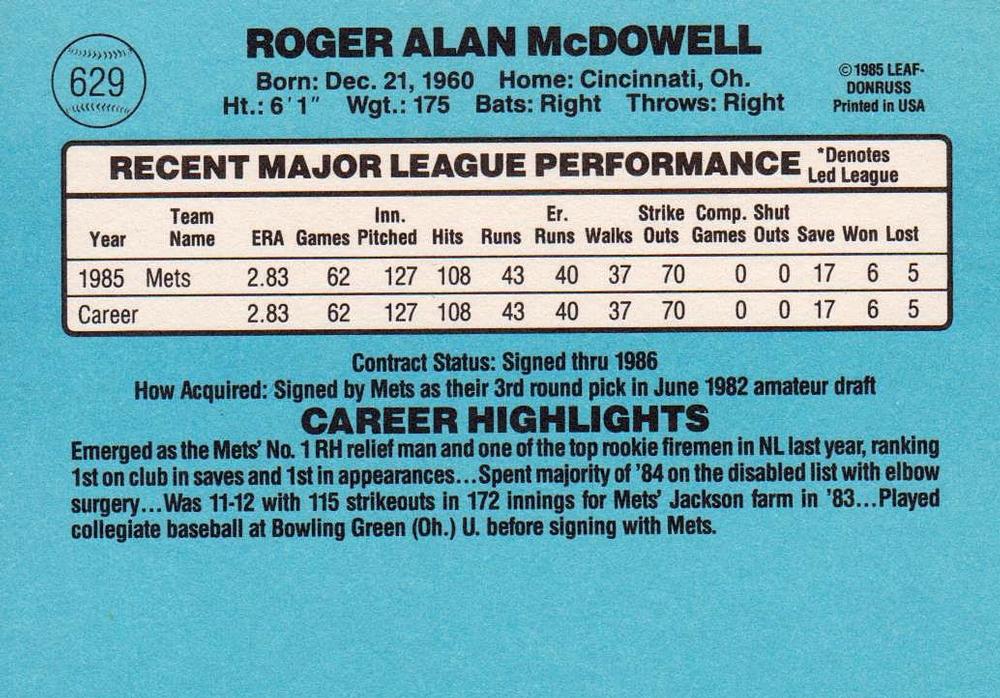 629
ROGER ALAN McDOWELL
Born: Dec. 21, 1960 Home: Cincinnati, Oh.
Ht.: 6'1" Wgt.: 175 Bats: Right Throws: Right
©1985 LEAF-
DONRUSS
Printed in USA
RECENT MAJOR LEAGUE PERFORMANCE *Denotes
Led League
Team Inn. Er. Strike Comp. Shut
Year Name ERA Games Pitched Hits Runs Runs Walks Outs Games Outs Save Won Lost
1985 Mets 2.83 62 127 108 43 40 37 70 0 0 17 6 5
Career 2.83 62 127 108 43 40 37 70 0 0 17 6 5
Contract Status: Signed thru 1986
How Acquired: Signed by Mets as their 3rd round pick in June 1982 amateur draft
CAREER HIGHLIGHTS
Emerged as the Mets' No. 1 RH relief man and one of the top rookie firemen in NL last year, ranking
1st on club in saves and 1st in appearances...Spent majority of '84 on the disabled list with elbow
surgery...Was 11-12 with 115 strikeouts in 172 innings for Mets' Jackson farm in '83...Played
collegiate baseball at Bowling Green (Oh.) U. before signing with Mets.